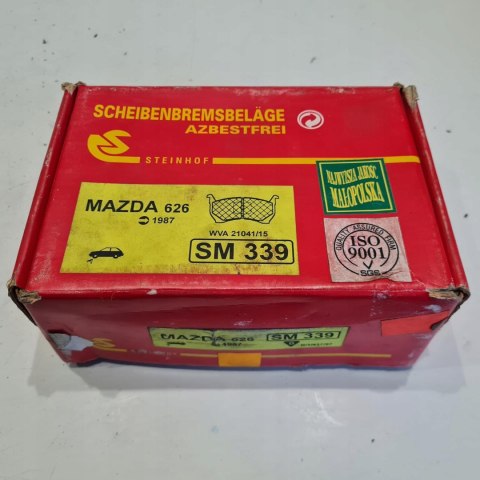 SCHEIBENBREMSBELÄGE
AZBESTFREI
STEINHOF
MAZDA 626
1987
WVA 21041/15
SM 339
NAJWYŻSZA JAKOŚĆ
MAŁOPOLSKA
QUALITY ASSURED FIRM
ISO
9001
SGS
MAZDA 626
1987
SM 339